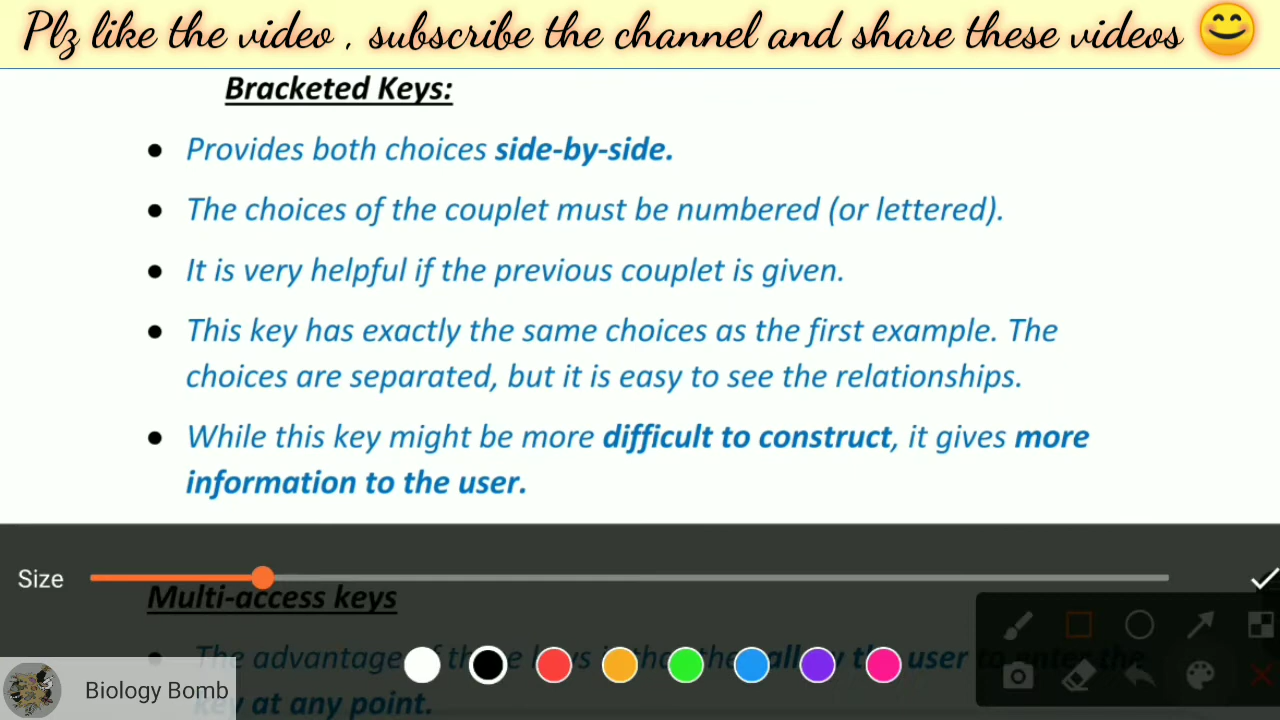 Plz like the video , subscribe the channel and share these videos 😊
Bracketed Keys:
● Provides both choices side-by-side.
● The choices of the couplet must be numbered (or lettered).
● It is very helpful if the previous couplet is given.
● This key has exactly the same choices as the first example. The
choices are separated, but it is easy to see the relationships.
● While this key might be more difficult to construct, it gives more
information to the user.
Size
Multi-access keys
● The advantage of these keys is that they allow the user to enter the
key at any point.
Biology Bomb